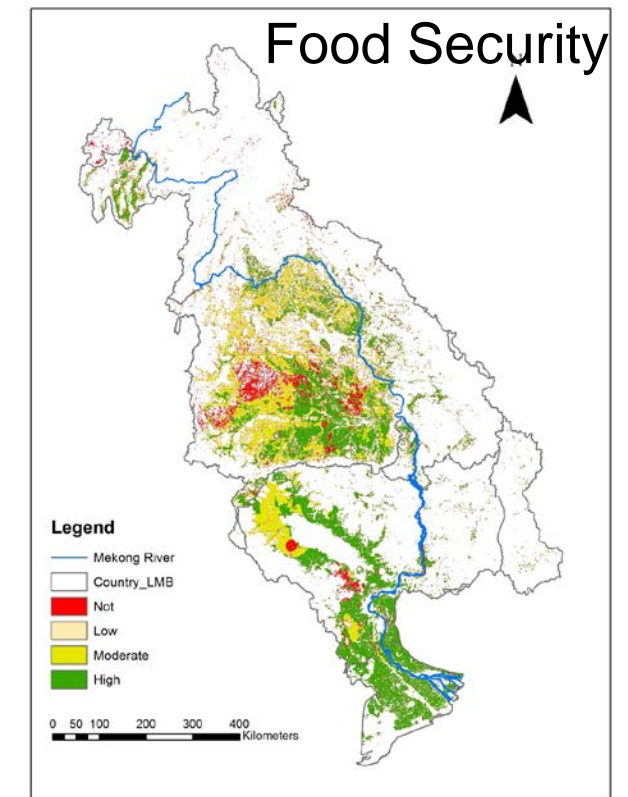 Food Security
N
Legend
Mekong River
Country_LMB
Not
Low
Moderate
High
0 50 100 200 300 400
Kilometers